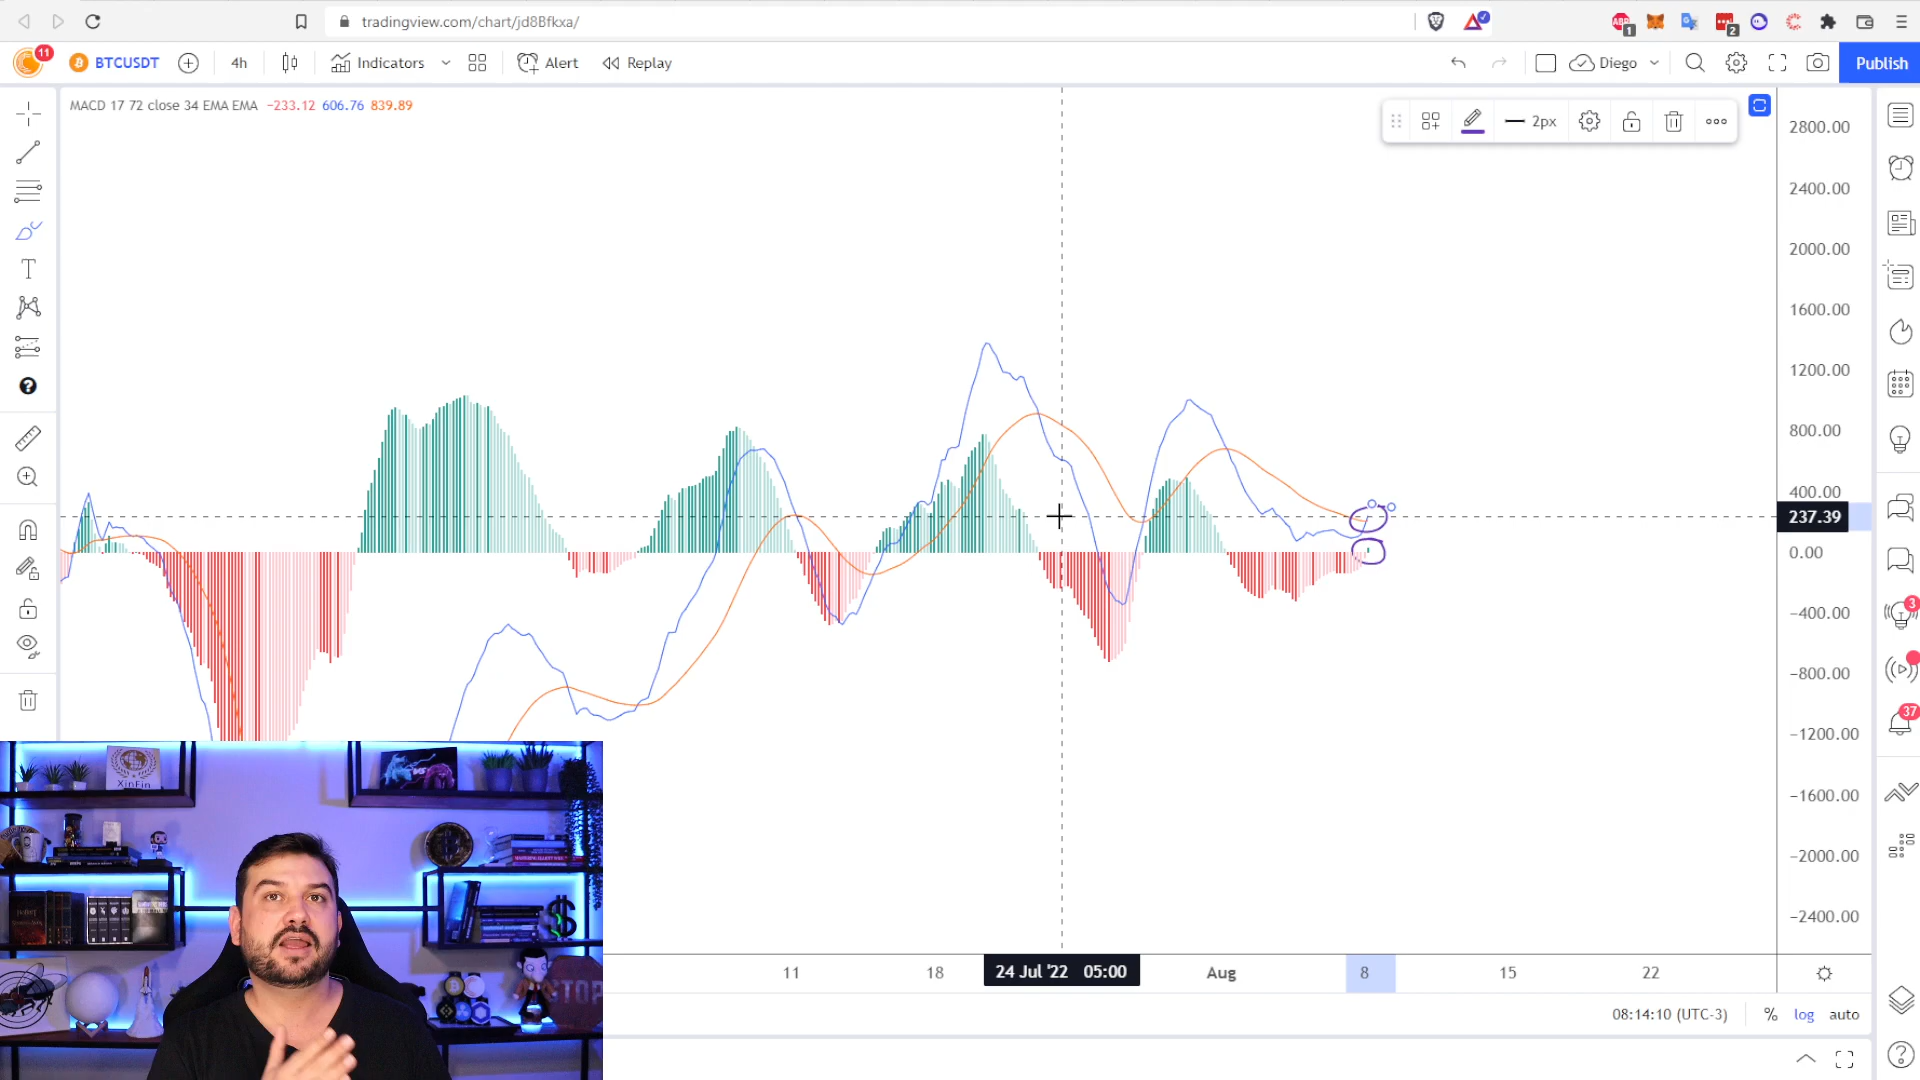 tradingview.com/chart/jd8Bfkxa/
1
2
11
BTCUSDT
4h
Indicators
Alert
Replay
Diego
Publish
MACD 17 72 close 34 EMA EMA −233.12 606.76 839.89
2px
2800.00
2400.00
2000.00
1600.00
1200.00
800.00
400.00
237.39
0.00
−400.00
−800.00
−1200.00
−1600.00
−2000.00
−2400.00
3
37
XinFin
STOP
11
18
24 Jul '22 05:00
Aug
8
15
22
08:14:10 (UTC-3)
%
log
auto